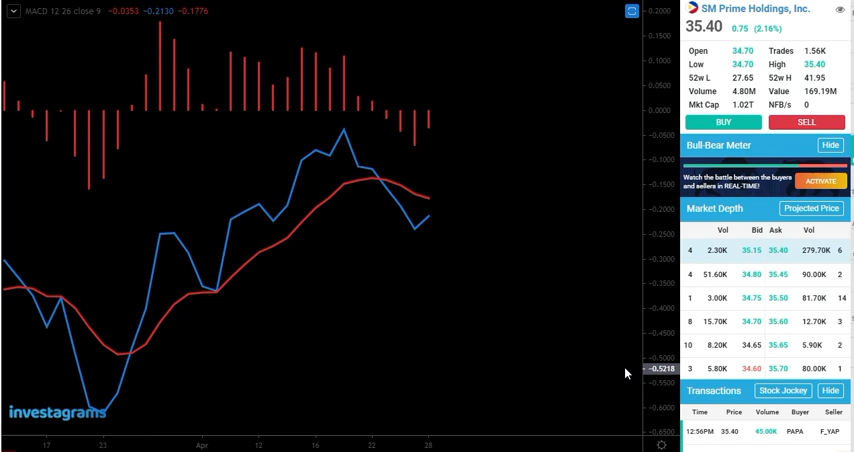 MACD 12 26 close 9 −0.0353 −0.2130 −0.1776
0.2000
0.1500
0.1000
0.0500
0.0000
−0.0500
−0.1000
−0.1500
−0.2000
−0.2500
−0.3000
−0.3500
−0.4000
−0.4500
−0.5000
−0.5218
−0.5500
−0.6000
−0.6500
investagrams
17 23 Apr 12 16 22 28
SM Prime Holdings, Inc.
35.40 0.75 (2.16%)
Open 34.70 Trades 1.56K
Low 34.70 High 35.40
52w L 27.65 52w H 41.95
Volume 4.80M Value 169.19M
Mkt Cap 1.02T NFB/s 0
BUY SELL
Bull-Bear Meter Hide
Watch the battle between the buyers
and sellers in REAL-TIME!
ACTIVATE
Market Depth Projected Price
Vol Bid Ask Vol
4 2.30K 35.15 35.40 279.70K 6
4 51.60K 34.80 35.45 90.00K 2
1 3.00K 34.75 35.50 81.70K 14
8 15.70K 34.70 35.60 12.70K 3
10 8.20K 34.65 35.65 5.90K 2
3 5.80K 34.60 35.70 80.00K 1
Transactions Stock Jockey Hide
Time Price Volume Buyer Seller
12:56PM 35.40 45.00K PAPA F_YAP